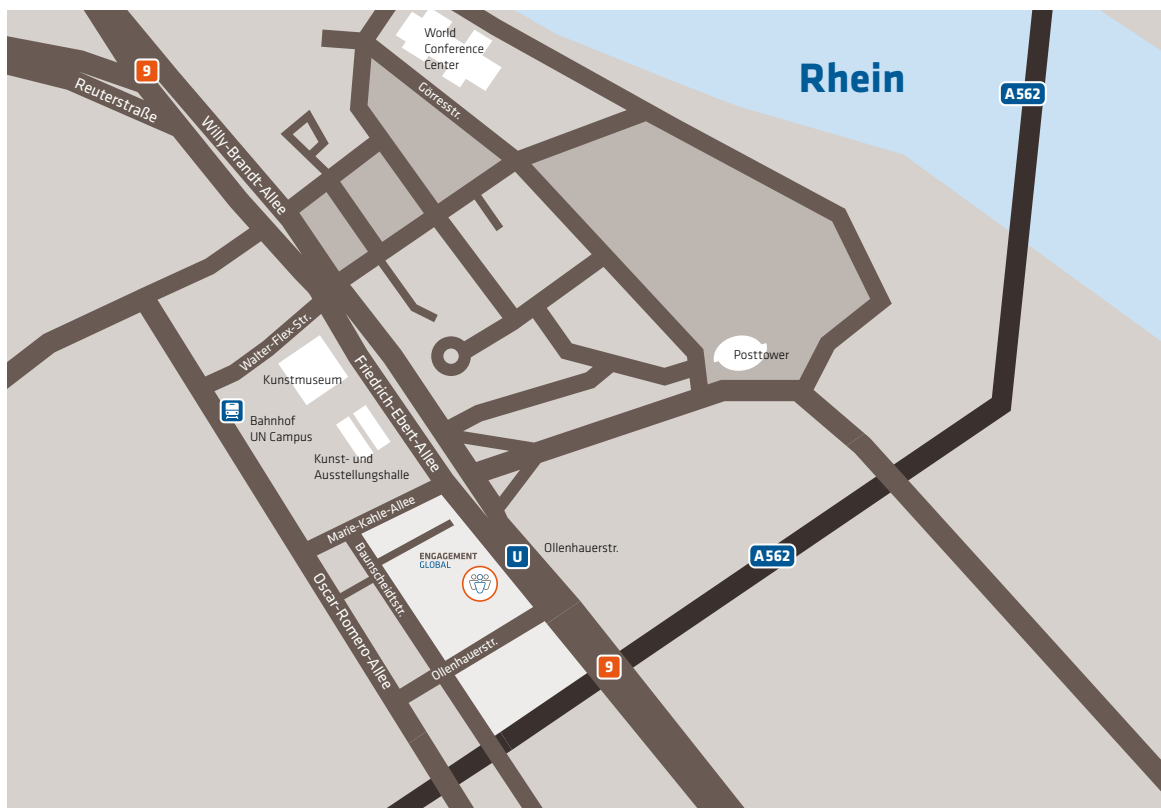 World
Conference
Center
Rhein
9
A562
Reuterstraße
Görresstr.
Willy-Brandt-Allee
Walter-Flex-Str.
Posttower
Kunstmuseum
Friedrich-Ebert-Allee
Bahnhof
UN Campus
Kunst- und
Ausstellungshalle
Marie-Kahle-Allee
Baunscheidtstr.
ENGAGEMENT
GLOBAL
U
Ollenhauerstr.
A562
Oscar-Romero-Allee
Ollenhauerstr.
9